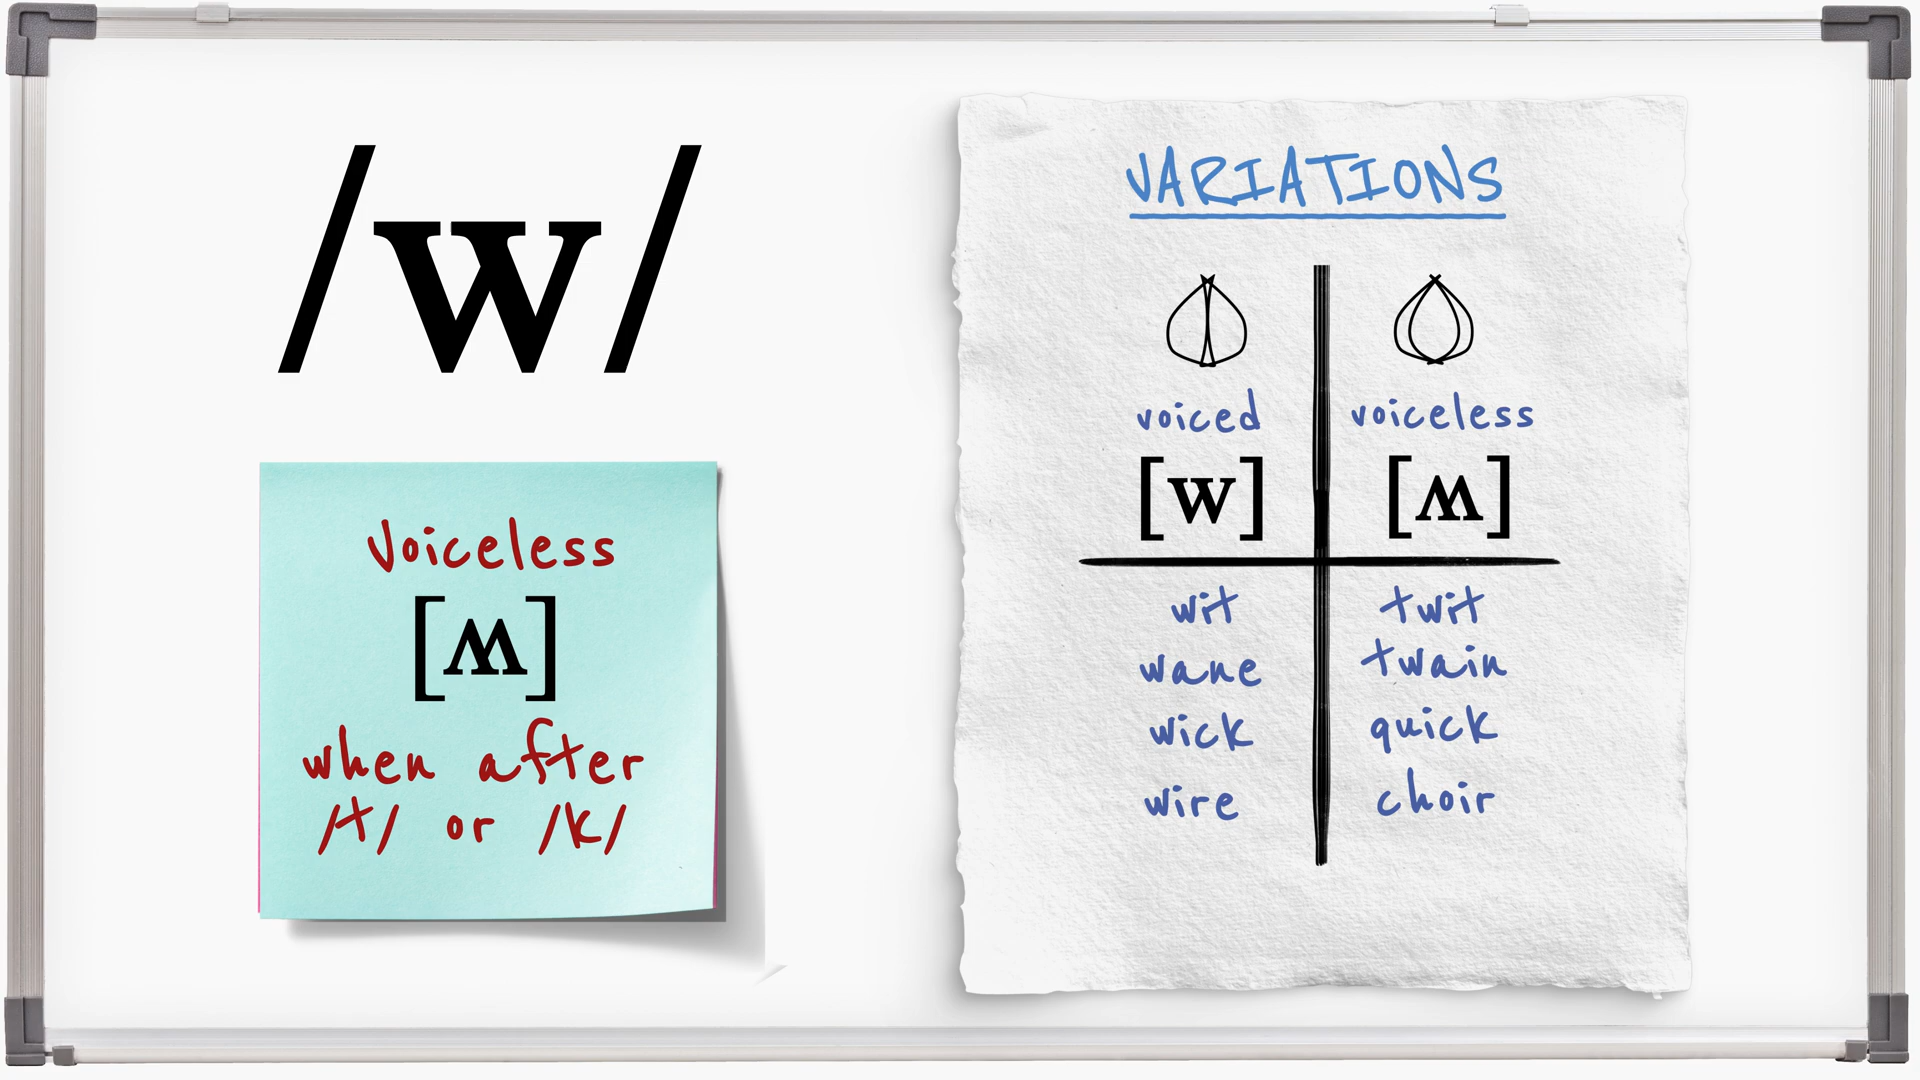 /w/
Voiceless
[ʍ]
when after
/t/ or /k/
VARIATIONS
voiced voiceless
[w] [ʍ]
wit twit
wane twain
wick quick
wire choir